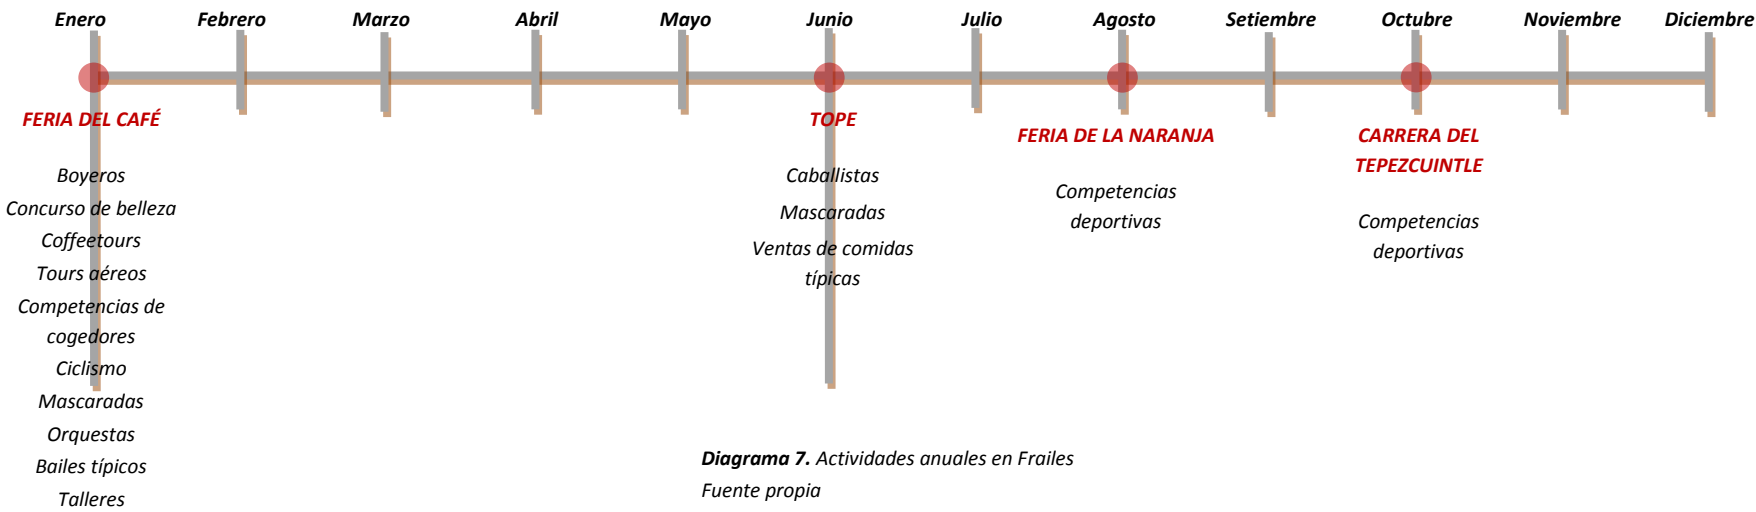 Enero Febrero Marzo Abril Mayo Junio Julio Agosto Setiembre Octubre Noviembre Diciembre
FERIA DEL CAFÉ
Boyeros
Concurso de belleza
Coffeetours
Tours aéreos
Competencias de
cogedores
Ciclismo
Mascaradas
Orquestas
Bailes típicos
Talleres
TOPE
Caballistas
Mascaradas
Ventas de comidas
típicas
FERIA DE LA NARANJA
Competencias
deportivas
CARRERA DEL
TEPEZCUINTLE
Competencias
deportivas
Diagrama 7. Actividades anuales en Frailes
Fuente propia